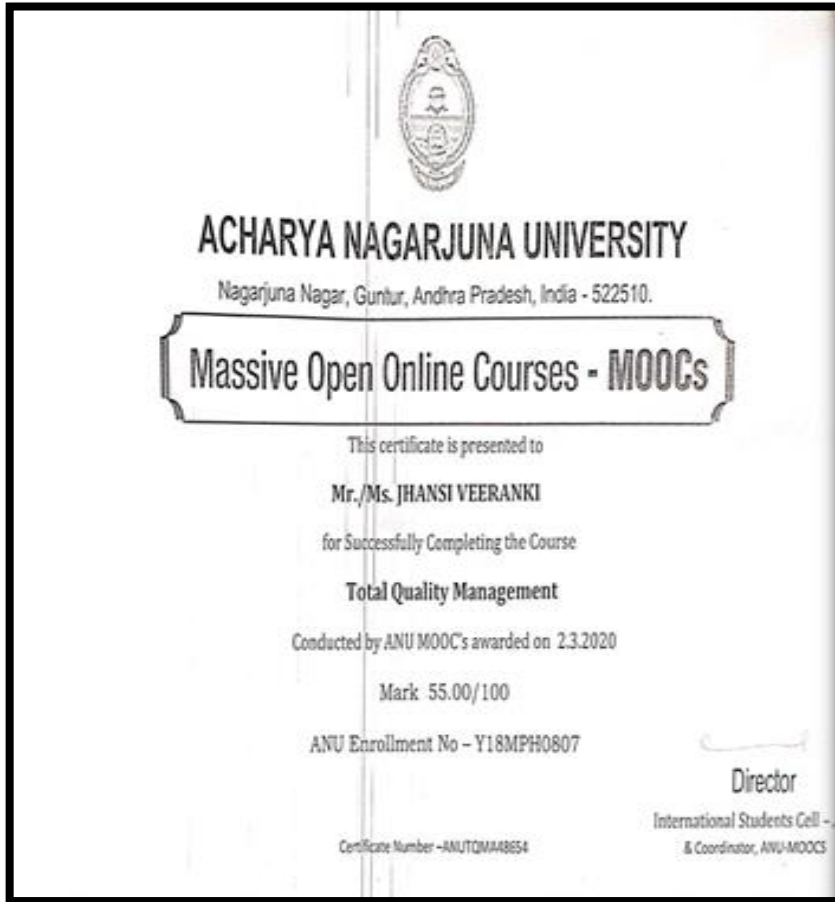 ACHARYA NAGARJUNA UNIVERSITY
Nagarjuna Nagar, Guntur, Andhra Pradesh, India - 522510.
Massive Open Online Courses - MOOCs
This certificate is presented to
Mr./Ms. JHANSI VEERANKI
for Successfully Completing the Course
Total Quality Management
Conducted by ANU MOOC's awarded on 2.3.2020
Mark 55.00/100
ANU Enrollment No – Y18MPH0807
Director
International Students Cell –
Certificate Number –ANUTQMA48654
& Coordinator, ANU-MOOCS